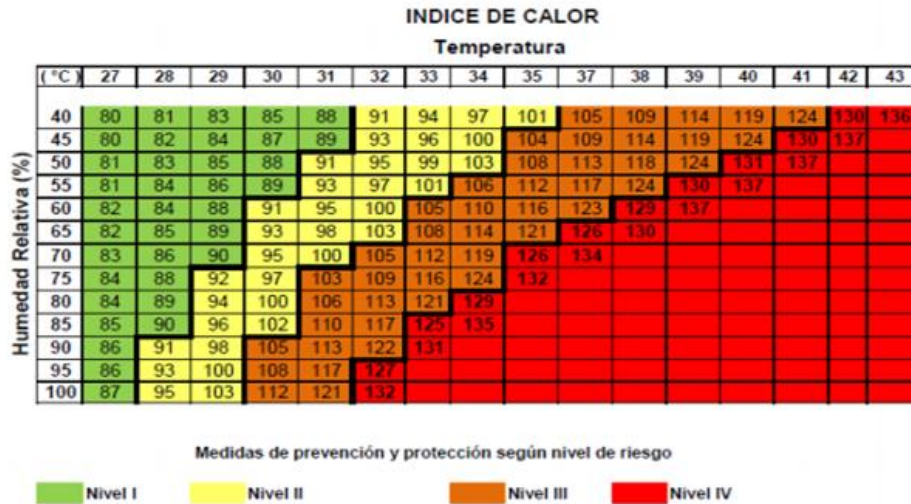 INDICE DE CALOR
Temperatura
( °C ) 27 28 29 30 31 32 33 34 35 37 38 39 40 41 42 43
Humedad Relativa (%)
40 80 81 83 85 88 91 94 97 101 105 109 114 119 124 130 136
45 80 82 84 87 89 93 96 100 104 109 114 119 124 130 137
50 81 83 85 88 91 95 99 103 108 113 118 124 131 137
55 81 84 86 89 93 97 101 106 112 117 124 130 137
60 82 84 88 91 95 100 105 110 116 123 129 137
65 82 85 89 93 98 103 108 114 121 126 130
70 83 86 90 95 100 105 112 119 126 134
75 84 88 92 97 103 109 116 124 132
80 84 89 94 100 106 113 121 129
85 85 90 96 102 110 117 125 135
90 86 91 98 105 113 122 131
95 86 93 100 108 117 127
100 87 95 103 112 121 132
Medidas de prevención y protección según nivel de riesgo
Nivel I Nivel II Nivel III Nivel IV